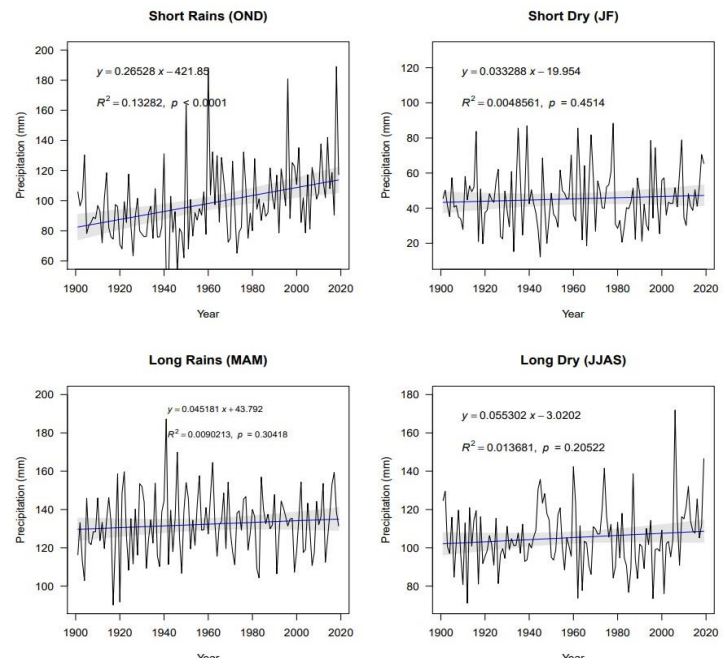 Short Rains (OND)
y = 0.26528 x − 421.85
R² = 0.13282, p < 0.0001
Precipitation (mm)
200
180
160
140
120
100
80
60
1900 1920 1940 1960 1980 2000 2020
Year
Short Dry (JF)
y = 0.033288 x − 19.954
R² = 0.0048561, p = 0.4514
Precipitation (mm)
120
100
80
60
40
20
1900 1920 1940 1960 1980 2000 2020
Year
Long Rains (MAM)
y = 0.045181 x + 43.792
R² = 0.0090213, p = 0.30418
Precipitation (mm)
200
180
160
140
120
100
1900 1920 1940 1960 1980 2000 2020
Year
Long Dry (JJAS)
y = 0.055302 x − 3.0202
R² = 0.013681, p = 0.20522
Precipitation (mm)
180
160
140
120
100
80
1900 1920 1940 1960 1980 2000 2020
Year